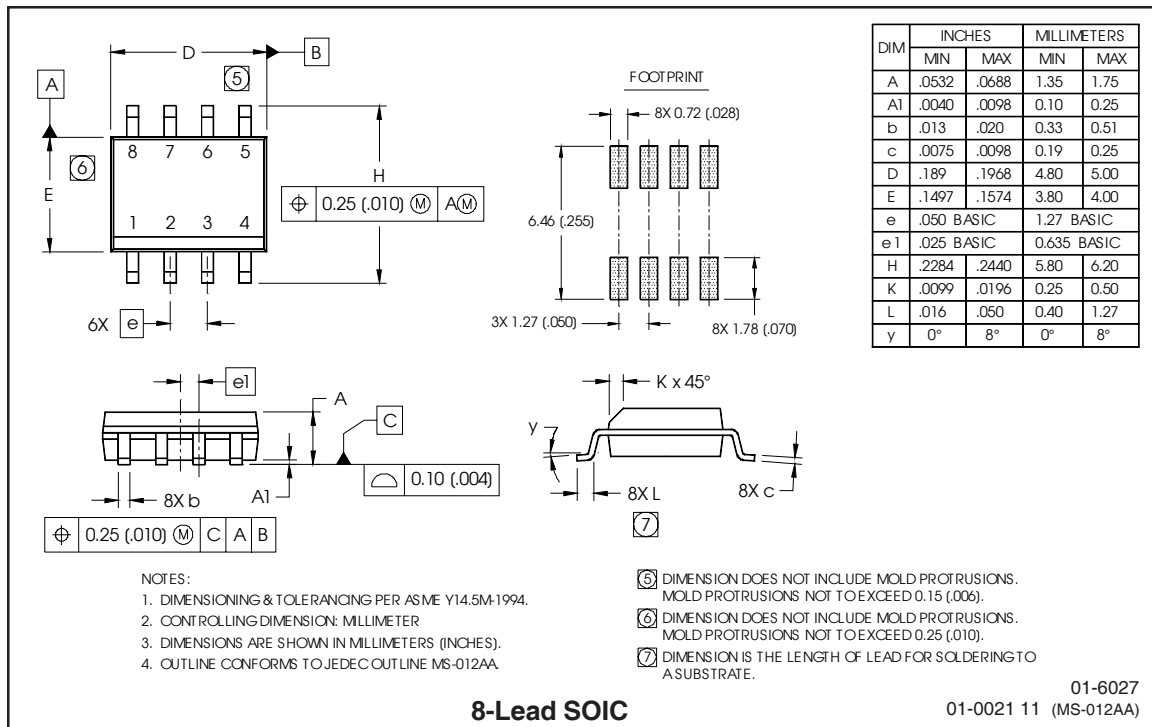 D
B
5
A
8 7 6 5
6
E
H
⌖ 0.25 (.010) Ⓜ AⓂ
1 2 3 4
6X e
FOOTPRINT
8X 0.72 (.028)
6.46 (.255)
3X 1.27 (.050)
8X 1.78 (.070)
DIM INCHES MILLIMETERS
MIN MAX MIN MAX
A .0532 .0688 1.35 1.75
A1 .0040 .0098 0.10 0.25
b .013 .020 0.33 0.51
c .0075 .0098 0.19 0.25
D .189 .1968 4.80 5.00
E .1497 .1574 3.80 4.00
e .050 BASIC 1.27 BASIC
e1 .025 BASIC 0.635 BASIC
H .2284 .2440 5.80 6.20
K .0099 .0196 0.25 0.50
L .016 .050 0.40 1.27
y 0° 8° 0° 8°
e1
A
C
⌓ 0.10 (.004)
A1
8X b
⌖ 0.25 (.010) Ⓜ C A B
K x 45°
y
8X L
7
8X c
NOTES:
1. DIMENSIONING & TOLERANCING PER ASME Y14.5M-1994.
2. CONTROLLING DIMENSION: MILLIMETER
3. DIMENSIONS ARE SHOWN IN MILLIMETERS (INCHES).
4. OUTLINE CONFORMS TO JEDEC OUTLINE MS-012AA.
5 DIMENSION DOES NOT INCLUDE MOLD PROTRUSIONS.
MOLD PROTRUSIONS NOT TO EXCEED 0.15 (.006).
6 DIMENSION DOES NOT INCLUDE MOLD PROTRUSIONS.
MOLD PROTRUSIONS NOT TO EXCEED 0.25 (.010).
7 DIMENSION IS THE LENGTH OF LEAD FOR SOLDERING TO
A SUBSTRATE.
8-Lead SOIC
01-6027
01-0021 11 (MS-012AA)